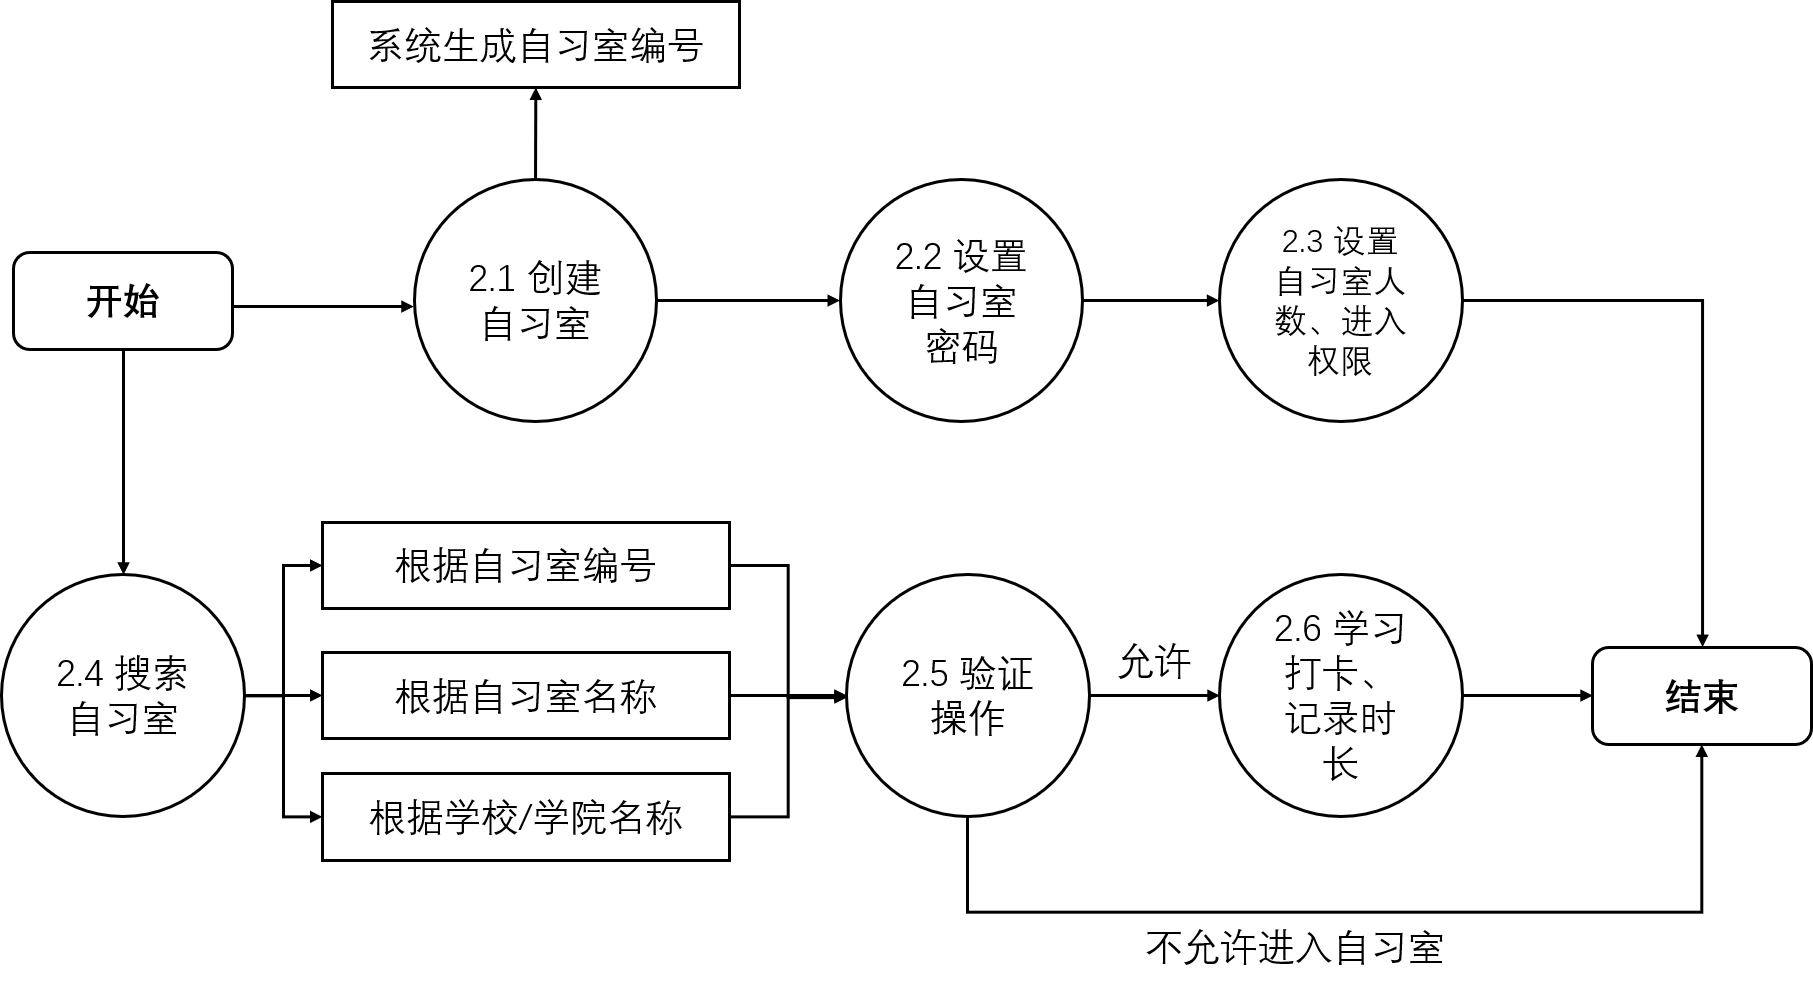 系统生成自习室编号
开始
2.1 创建
自习室
2.2 设置
自习室
密码
2.3 设置
自习室人
数、进入
权限
2.4 搜索
自习室
根据自习室编号
根据自习室名称
根据学校/学院名称
2.5 验证
操作
允许
2.6 学习
打卡、
记录时
长
结束
不允许进入自习室